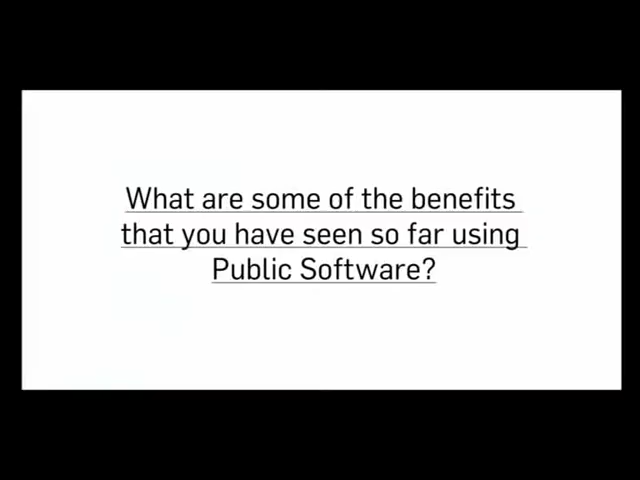 What are some of the benefits
that you have seen so far using
Public Software?